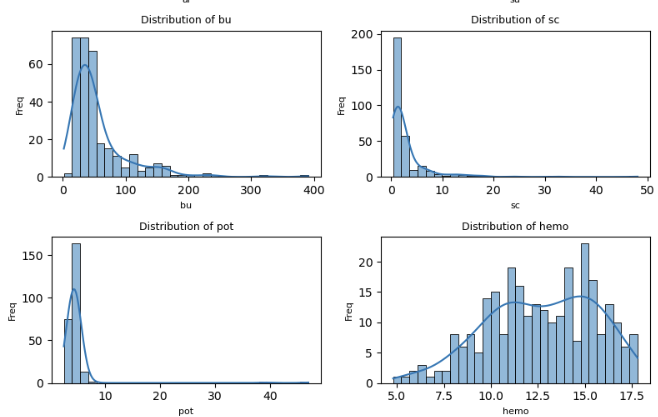 Distribution of bu
Distribution of sc
Freq
60
40
20
0
0 100 200 300 400
bu
Freq
200
150
100
50
0
0 10 20 30 40 50
sc
Distribution of pot
Distribution of hemo
Freq
150
100
50
0
10 20 30 40
pot
Freq
20
15
10
5
0
5.0 7.5 10.0 12.5 15.0 17.5
hemo